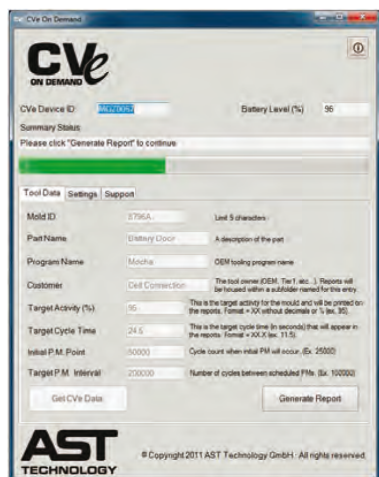 CVe On Demand
CVe
ON DEMAND
CVe Device ID
Battery Level (%) 96
Summary Status
Please click "Generate Report" to continue
Tool Data Settings Support
Mold ID 8796A Limit 5 characters
Part Name Battery Door A description of the part
Program Name Mocha OEM tooling program name
Customer Cell Connection The tool owner (OEM, Tier1, etc...). Reports will
be housed within a subfolder named for this entry.
Target Activity (%) 95 This is the target activity for the mould and will be printed on
the reports. Format = XX without decimals or % (ex. 95).
Target Cycle Time 24.5 This is the target cycle time (in seconds) that will appear in
the reports. Format = XX.X (ex. 11.5).
Initial P.M. Point 50000 Cycle count when initial PM will occur. (Ex. 25000)
Target P.M. Interval 200000 Number of cycles between scheduled PMs. (Ex. 100000)
Get CVe Data Generate Report
AST
TECHNOLOGY
© Copyright 2011 AST Technology GmbH All rights reserved.